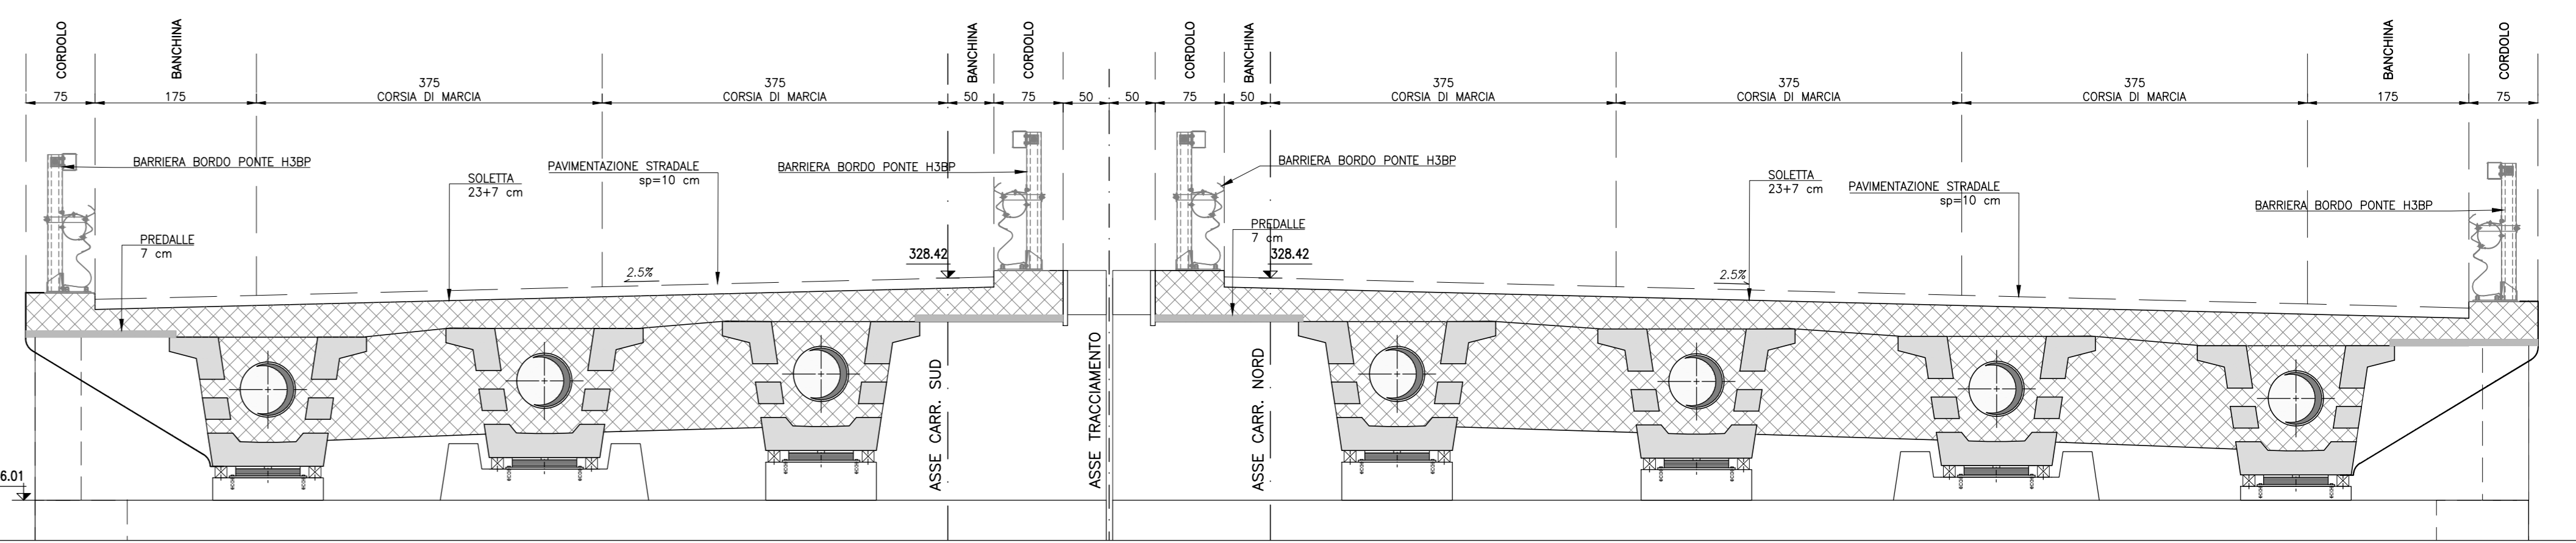 CORDOLO
BANCHINA
BANCHINA
CORDOLO
CORDOLO
BANCHINA
BANCHINA
CORDOLO
75
175
375
CORSIA DI MARCIA
375
CORSIA DI MARCIA
50
75
50
50
75
50
375
CORSIA DI MARCIA
375
CORSIA DI MARCIA
375
CORSIA DI MARCIA
175
75
BARRIERA BORDO PONTE H3BP
SOLETTA
23+7 cm
PAVIMENTAZIONE STRADALE
sp=10 cm
BARRIERA BORDO PONTE H3BP
BARRIERA BORDO PONTE H3BP
SOLETTA
23+7 cm
PAVIMENTAZIONE STRADALE
sp=10 cm
BARRIERA BORDO PONTE H3BP
PREDALLE
7 cm
2.5%
328.42
PREDALLE
7 cm
328.42
2.5%
ASSE CARR. SUD
ASSE TRACCIAMENTO
ASSE CARR. NORD
6.01